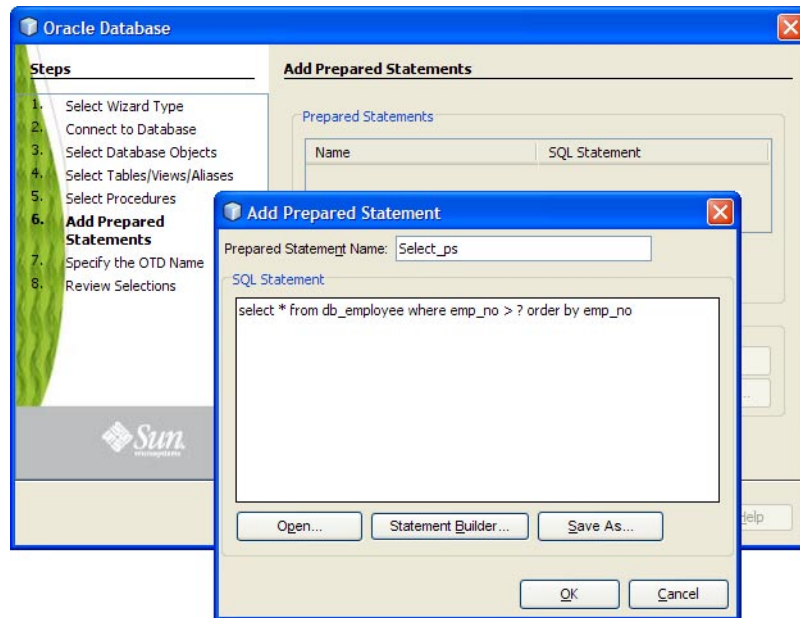 Oracle Database
Steps
1. Select Wizard Type
2. Connect to Database
3. Select Database Objects
4. Select Tables/Views/Aliases
5. Select Procedures
6. Add Prepared
Statements
7. Specify the OTD Name
8. Review Selections
Sun
microsystems
Add Prepared Statements
Prepared Statements
Name SQL Statement
Add Prepared Statement
Prepared Statement Name: Select_ps
SQL Statement
select * from db_employee where emp_no > ? order by emp_no
Open... Statement Builder... Save As...
OK Cancel
...
Help